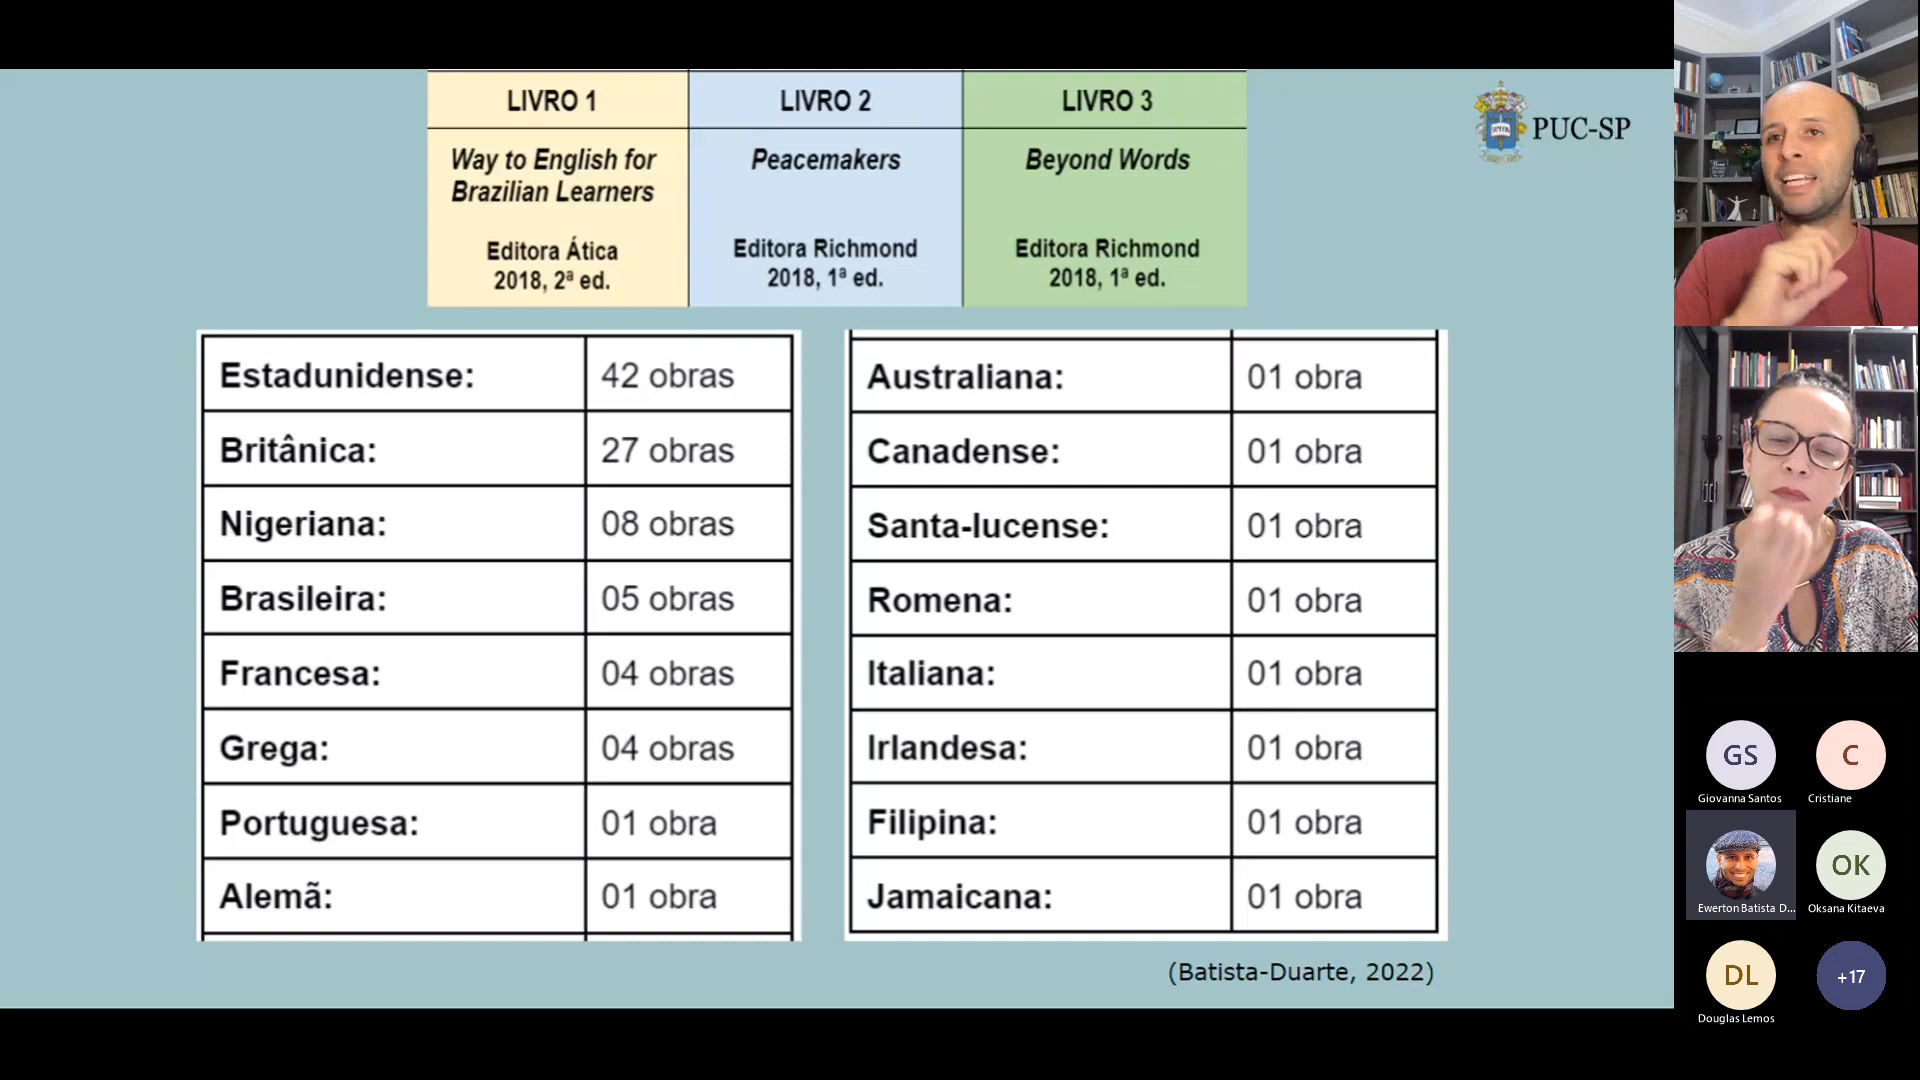 LIVRO 1
LIVRO 2
LIVRO 3
Way to English for
Brazilian Learners
Peacemakers
Beyond Words
Editora Ática
2018, 2ª ed.
Editora Richmond
2018, 1ª ed.
Editora Richmond
2018, 1ª ed.
PUC-SP
Estadunidense: 42 obras
Britânica: 27 obras
Nigeriana: 08 obras
Brasileira: 05 obras
Francesa: 04 obras
Grega: 04 obras
Portuguesa: 01 obra
Alemã: 01 obra
Australiana: 01 obra
Canadense: 01 obra
Santa-lucense: 01 obra
Romena: 01 obra
Italiana: 01 obra
Irlandesa: 01 obra
Filipina: 01 obra
Jamaicana: 01 obra
(Batista-Duarte, 2022)
GS
Giovanna Santos
C
Cristiane
Ewerton Batista D...
OK
Oksana Kitaeva
DL
Douglas Lemos
+17